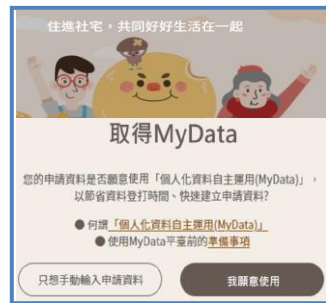 住進社宅，共同好好生活在一起
取得MyData
您的申請資料是否願意使用「個人化資料自主運用(MyData)」，
以節省資料登打時間、快速建立申請資料?
●何謂「個人化資料自主運用(MyData)」
●使用MyData平臺前的準備事項
只想手動輸入申請資料
我願意使用